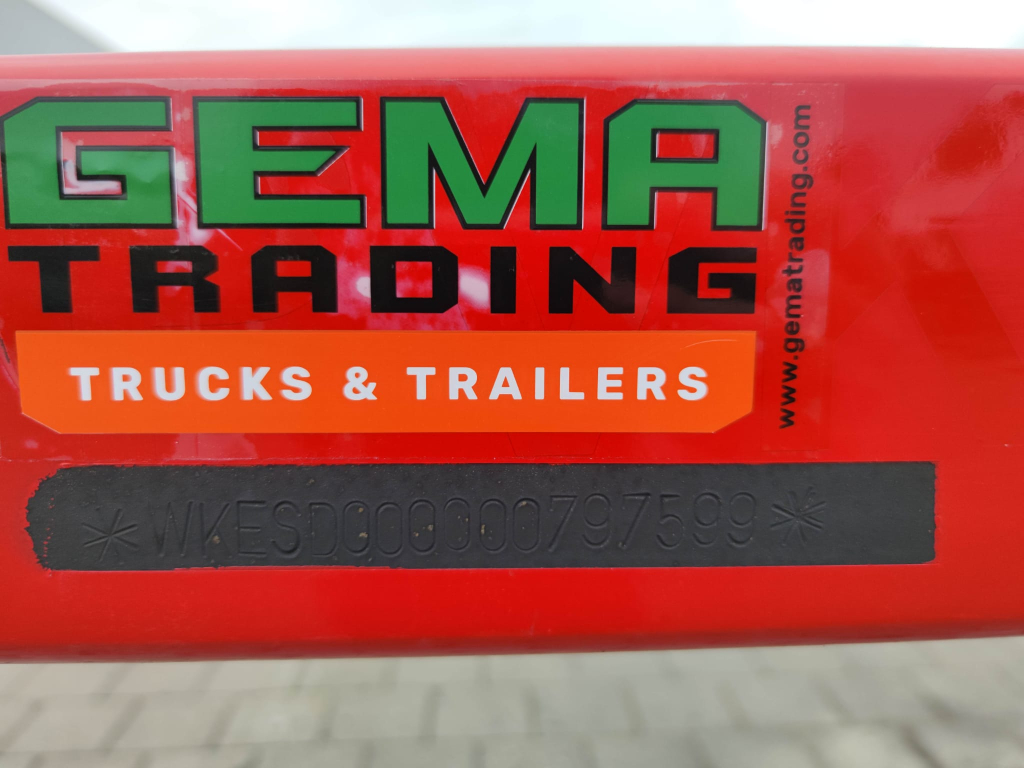 GEMA
TRADING
TRUCKS & TRAILERS
www.gematrading.com
*WKESD000000797599*